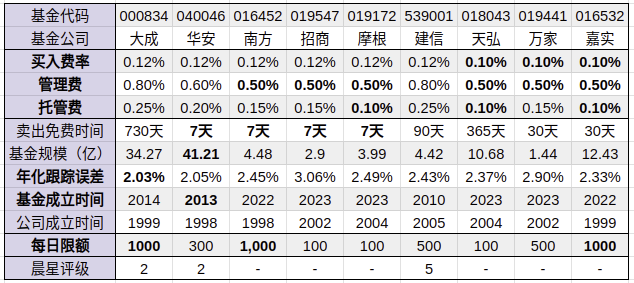 基金代码 000834 040046 016452 019547 019172 539001 018043 019441 016532
基金公司 大成 华安 南方 招商 摩根 建信 天弘 万家 嘉实
买入费率 0.12% 0.12% 0.12% 0.12% 0.12% 0.12% 0.10% 0.10% 0.10%
管理费 0.80% 0.60% 0.50% 0.50% 0.50% 0.80% 0.50% 0.50% 0.50%
托管费 0.25% 0.20% 0.15% 0.15% 0.10% 0.25% 0.10% 0.15% 0.10%
卖出免费时间 730天 7天 7天 7天 7天 90天 365天 30天 30天
基金规模（亿） 34.27 41.21 4.48 2.9 3.99 4.42 10.68 1.44 12.43
年化跟踪误差 2.03% 2.05% 2.45% 3.06% 2.49% 2.43% 2.37% 2.90% 2.33%
基金成立时间 2014 2013 2022 2023 2023 2010 2023 2023 2022
公司成立时间 1999 1998 1998 2002 2004 2005 2004 2002 1999
每日限额 1000 300 1,000 100 100 500 100 500 1000
晨星评级 2 2 - - - 5 - - -